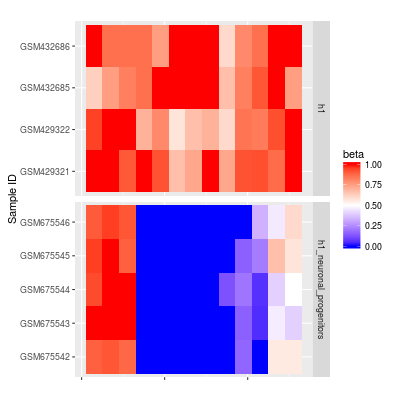 GSM432686
GSM432685
GSM429322
GSM429321
h1
GSM675546
GSM675545
GSM675544
GSM675543
GSM675542
h1_neuronal_progenitors
Sample ID
beta
1.00
0.75
0.50
0.25
0.00